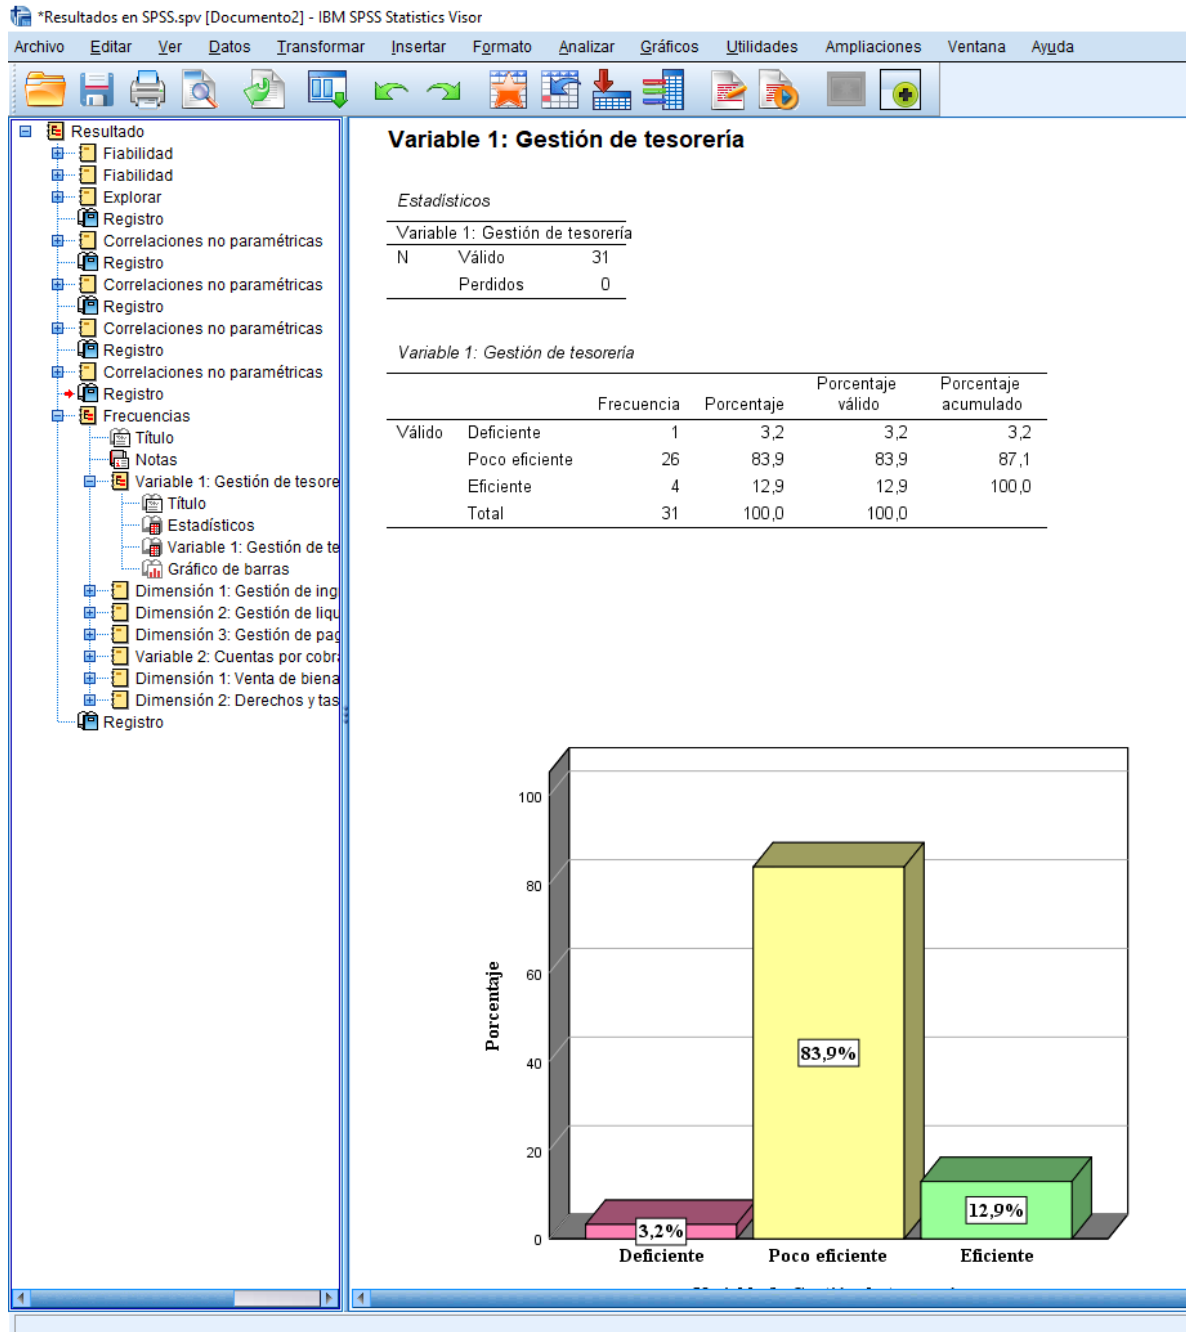 *Resultados en SPSS.spv [Documento2] - IBM SPSS Statistics Visor
Archivo Editar Ver Datos Transformar Insertar Formato Analizar Gráficos Utilidades Ampliaciones Ventana Ayuda
Resultado
Fiabilidad
Fiabilidad
Explorar
Registro
Correlaciones no paramétricas
Registro
Correlaciones no paramétricas
Registro
Correlaciones no paramétricas
Registro
Correlaciones no paramétricas
Registro
Frecuencias
Título
Notas
Variable 1: Gestión de tesore
Título
Estadísticos
Variable 1: Gestión de te
Gráfico de barras
Dimensión 1: Gestión de ing
Dimensión 2: Gestión de liqu
Dimensión 3: Gestión de pag
Variable 2: Cuentas por cobra
Dimensión 1: Venta de biena
Dimensión 2: Derechos y tas
Registro
Variable 1: Gestión de tesorería
Estadísticos
Variable 1: Gestión de tesorería
N Válido 31
Perdidos 0
Variable 1: Gestión de tesorería
Frecuencia Porcentaje Porcentaje válido Porcentaje acumulado
Válido Deficiente 1 3,2 3,2 3,2
Poco eficiente 26 83,9 83,9 87,1
Eficiente 4 12,9 12,9 100,0
Total 31 100,0 100,0
Porcentaje
100
80
60
40
20
0
83,9%
12,9%
3,2%
Deficiente Poco eficiente Eficiente